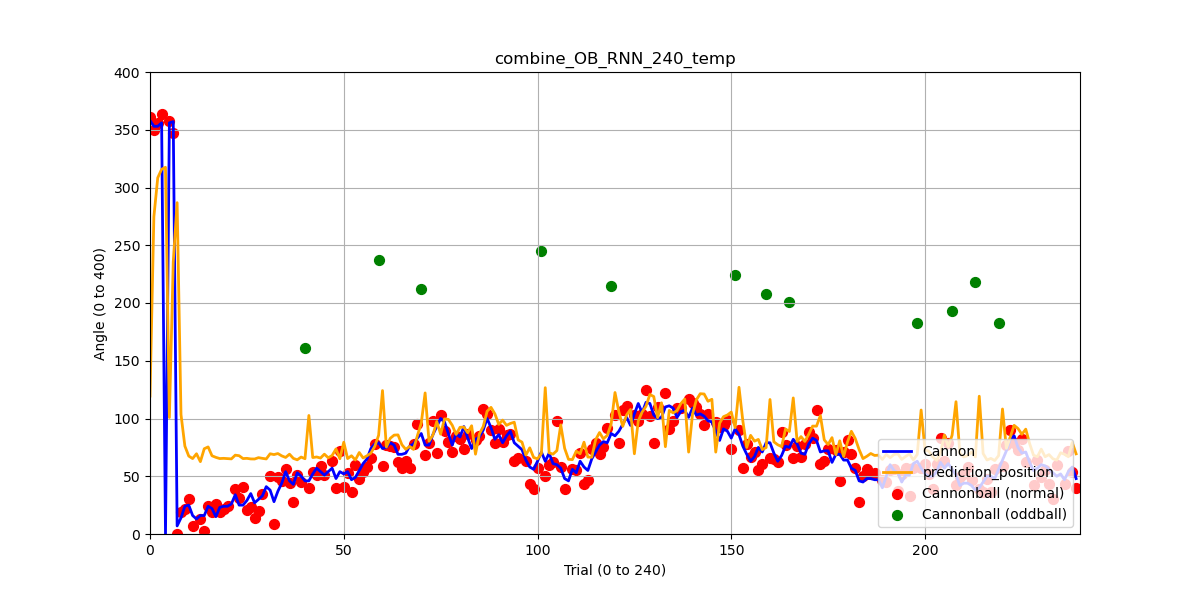 combine_OB_RNN_240_temp
Angle (0 to 400)
400
350
300
250
200
150
100
50
0
0 50 100 150 200
Trial (0 to 240)
Cannon
prediction_position
Cannonball (normal)
Cannonball (oddball)